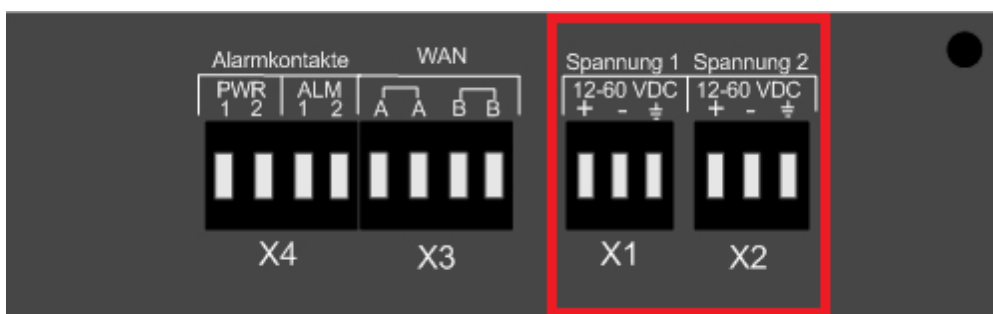 Alarmkontakte WAN Spannung 1 Spannung 2
PWR ALM 12-60 VDC 12-60 VDC
1 2 1 2 A A B B + - ⏚ + - ⏚
X4 X3 X1 X2